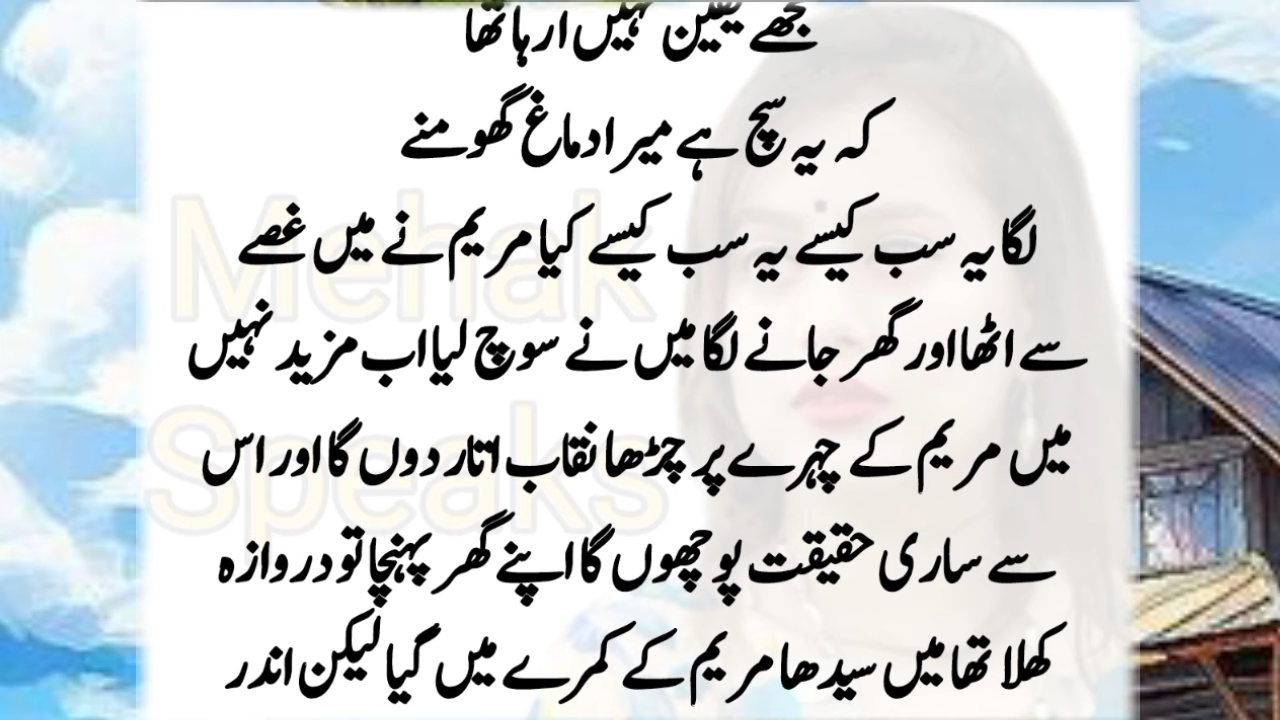 مجھے یقین نہیں آرہا تھا
کہ یہ سچ ہے میرا دماغ گھومنے
لگا یہ سب کیسے یہ سب کیسے کیا مریم نے میں غصے
سے اٹھا اور گھر جانے لگا میں نے سوچ لیا اب مزید نہیں
میں مریم کے چہرے پر چڑھا نقاب اتار دوں گا اور اس
سے ساری حقیقت پوچھوں گا اپنے گھر پہنچا تو دروازہ
کھلا تھا میں سیدھا مریم کے کمرے میں گیا لیکن اندر
Mehak
Speaks